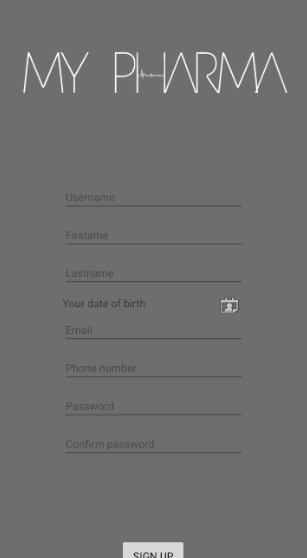 MY PHARMA
Username
Firstame
Lastname
Your date of birth
Email
Phone number
Password
Confirm password
SIGN UP